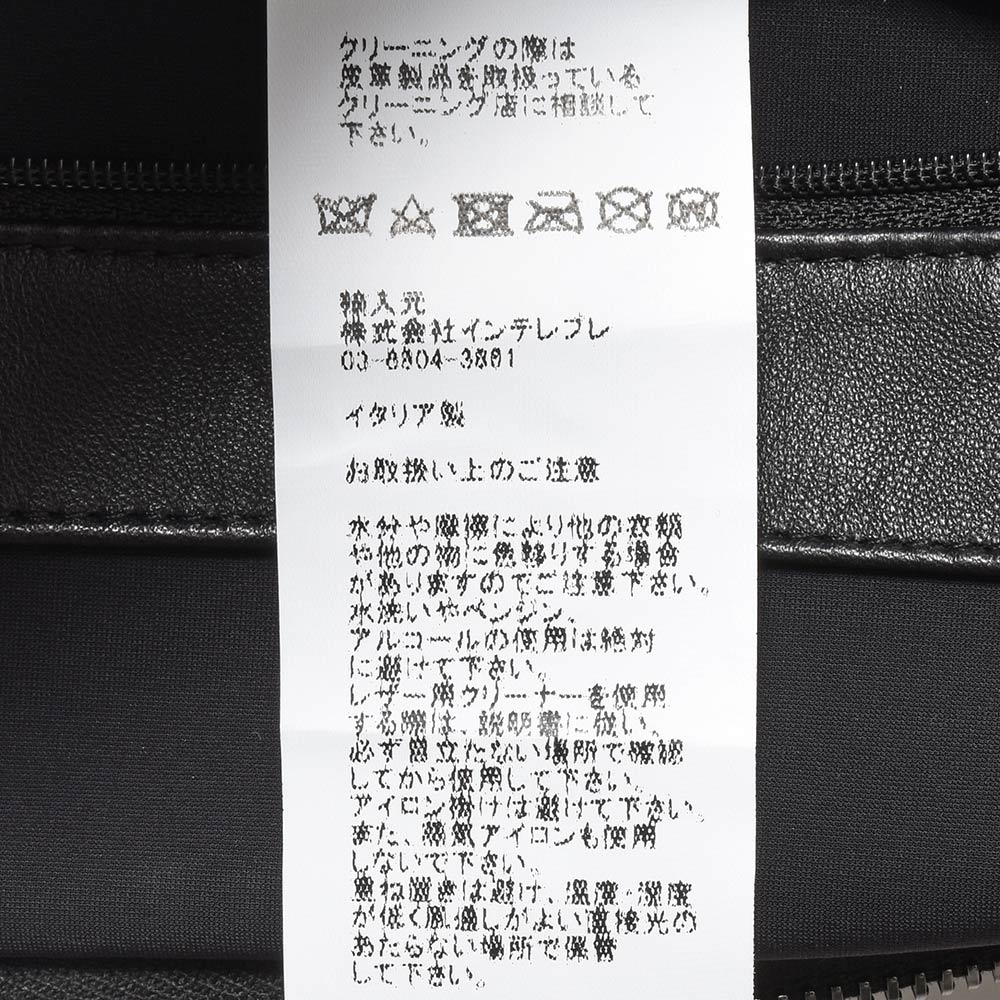 クリーニングの際は
皮革製品を取扱っている
クリーニング店に相談して
下さい。
輸入元
株式会社インテレプレ
03-6804-3861
イタリア製
お取扱い上のご注意
水分や摩擦により他の衣類
や他の物に色移りする場合
がありますのでご注意下さい。
水洗いやベンジン、
アルコールの使用は絶対
に避けて下さい。
レザー用クリーナーを使用
する際は、説明書に従い、
必ず目立たない場所で確認
してから使用して下さい。
アイロン掛けは避けて下さい。
また、蒸気アイロンも使用
しないで下さい。
重ね置きは避け、温度・湿度
が低く風通しがよい直接光の
あたらない場所で保管
して下さい。